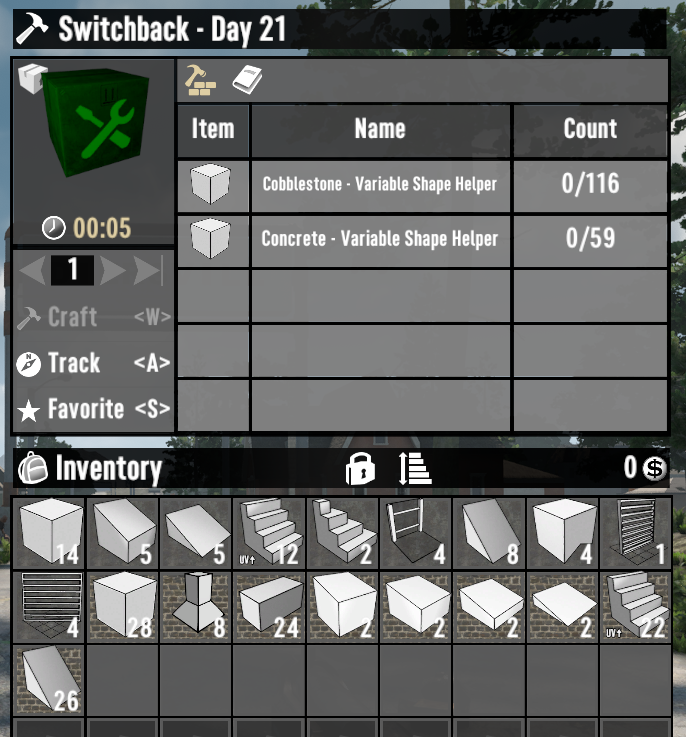 Switchback - Day 21
Item Name Count
Cobblestone - Variable Shape Helper 0/116
00:05
Concrete - Variable Shape Helper 0/59
1
Craft <W>
Track <A>
Favorite <S>
Inventory 0 $
14 5 5 UV↑ 12 2 4 8 4 1
4 28 8 24 2 2 2 2 UV↑ 22
26